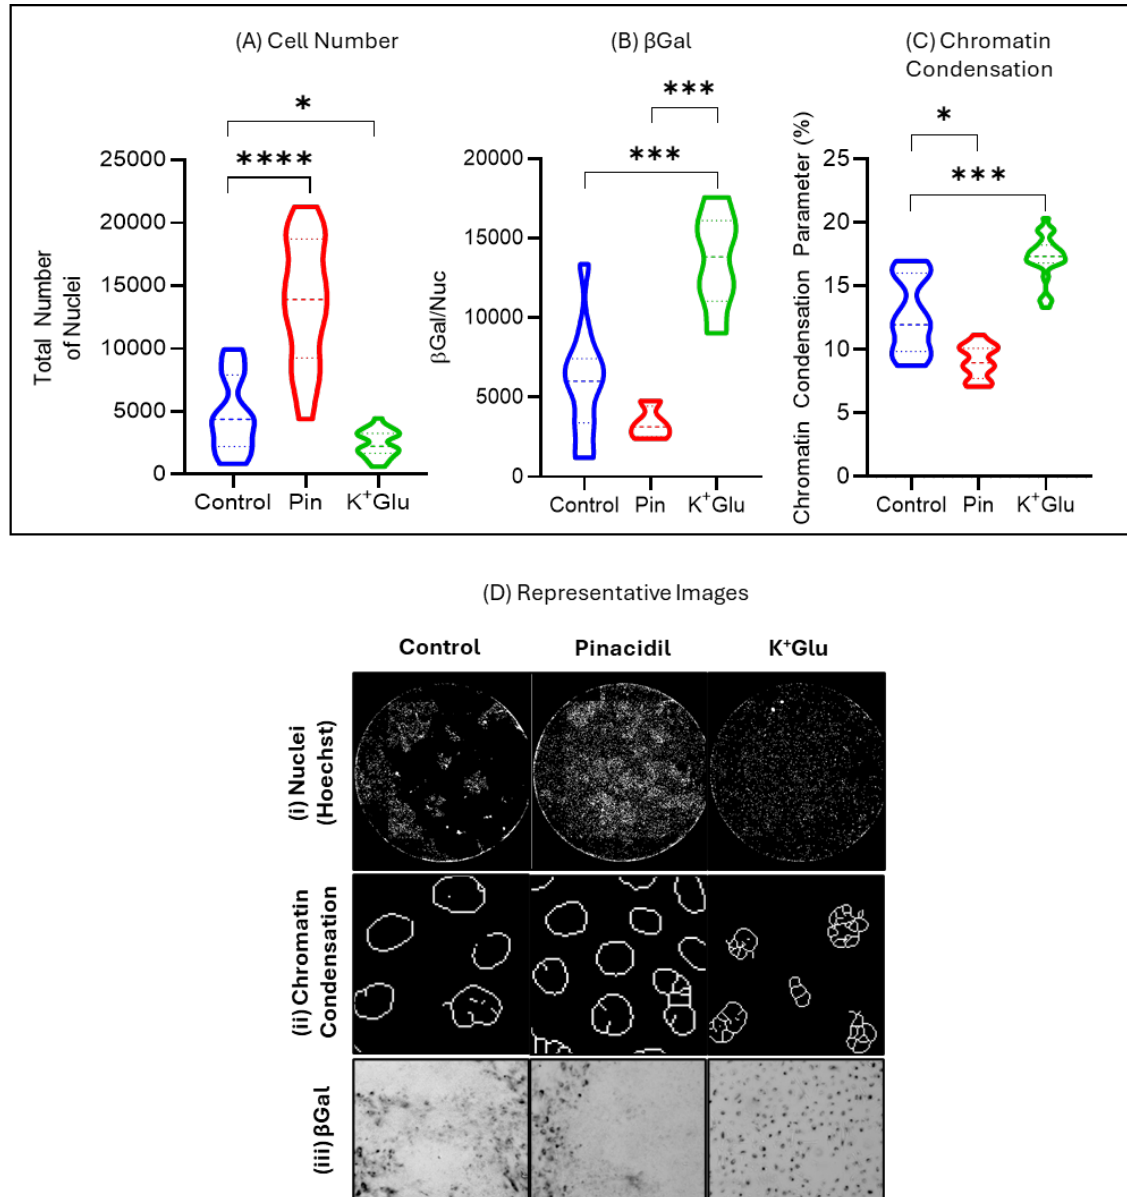 (A) Cell Number
(B) βGal
(C) Chromatin
Condensation
*
****
Total Number
of Nuclei
25000
20000
15000
10000
5000
0
Control
Pin
K⁺Glu
***
***
βGal/Nuc
20000
15000
10000
5000
0
Control
Pin
K⁺Glu
*
***
Chromatin Condensation Parameter (%)
25
20
15
10
5
0
Control
Pin
K⁺Glu
(D) Representative Images
Control
Pinacidil
K⁺Glu
(i) Nuclei
(Hoechst)
(ii) Chromatin
Condensation
(iii) βGal